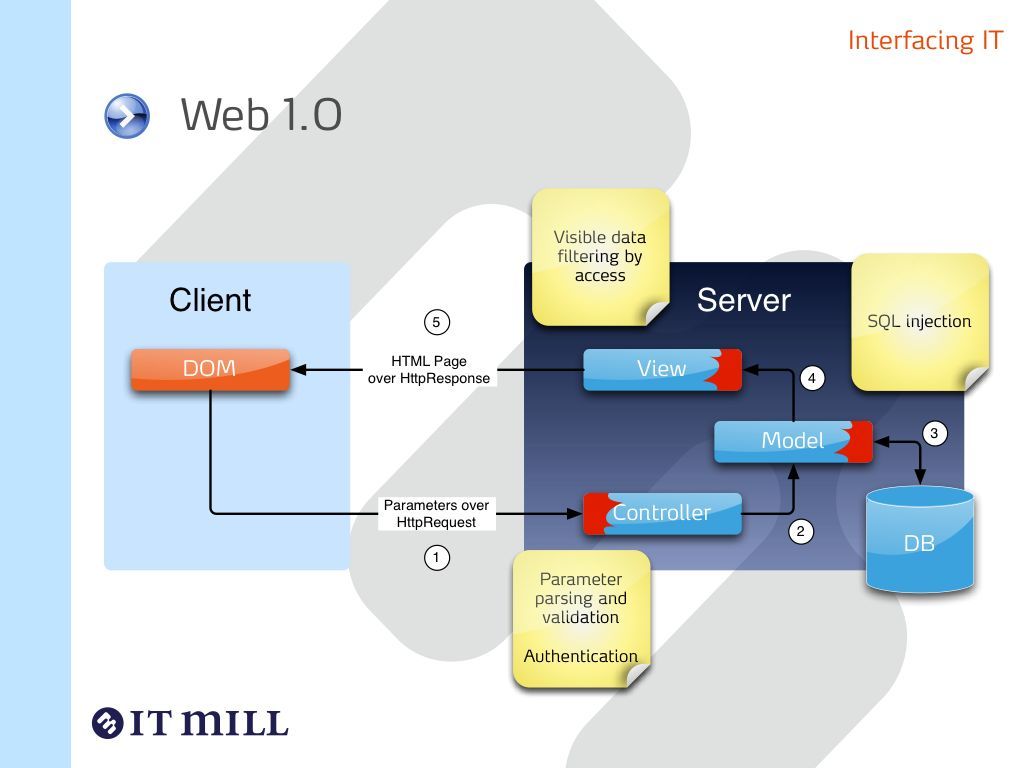 Interfacing IT
Web 1.0
Visible data
filtering by
access
Client
Server
SQL injection
5
DOM
HTML Page
over HttpResponse
View
4
Model
3
Parameters over
HttpRequest
Controller
2
DB
1
Parameter
parsing and
validation
Authentication
IT MILL